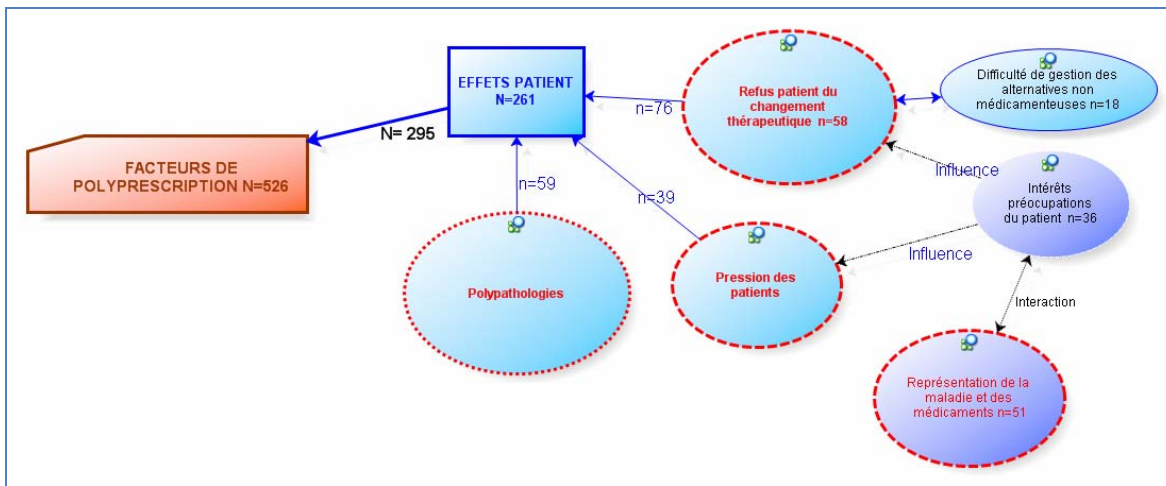 EFFETS PATIENT
N=261
N= 295
FACTEURS DE
POLYPRESCRIPTION N=526
n=76
n=59
n=39
Refus patient du
changement
thérapeutique n=58
Difficulté de gestion des
alternatives non
médicamenteuses n=18
Influence
Intérêts
préocupations
du patient n=36
Influence
Polypathologies
Pression des
patients
Interaction
Représentation de la
maladie et des
médicaments n=51